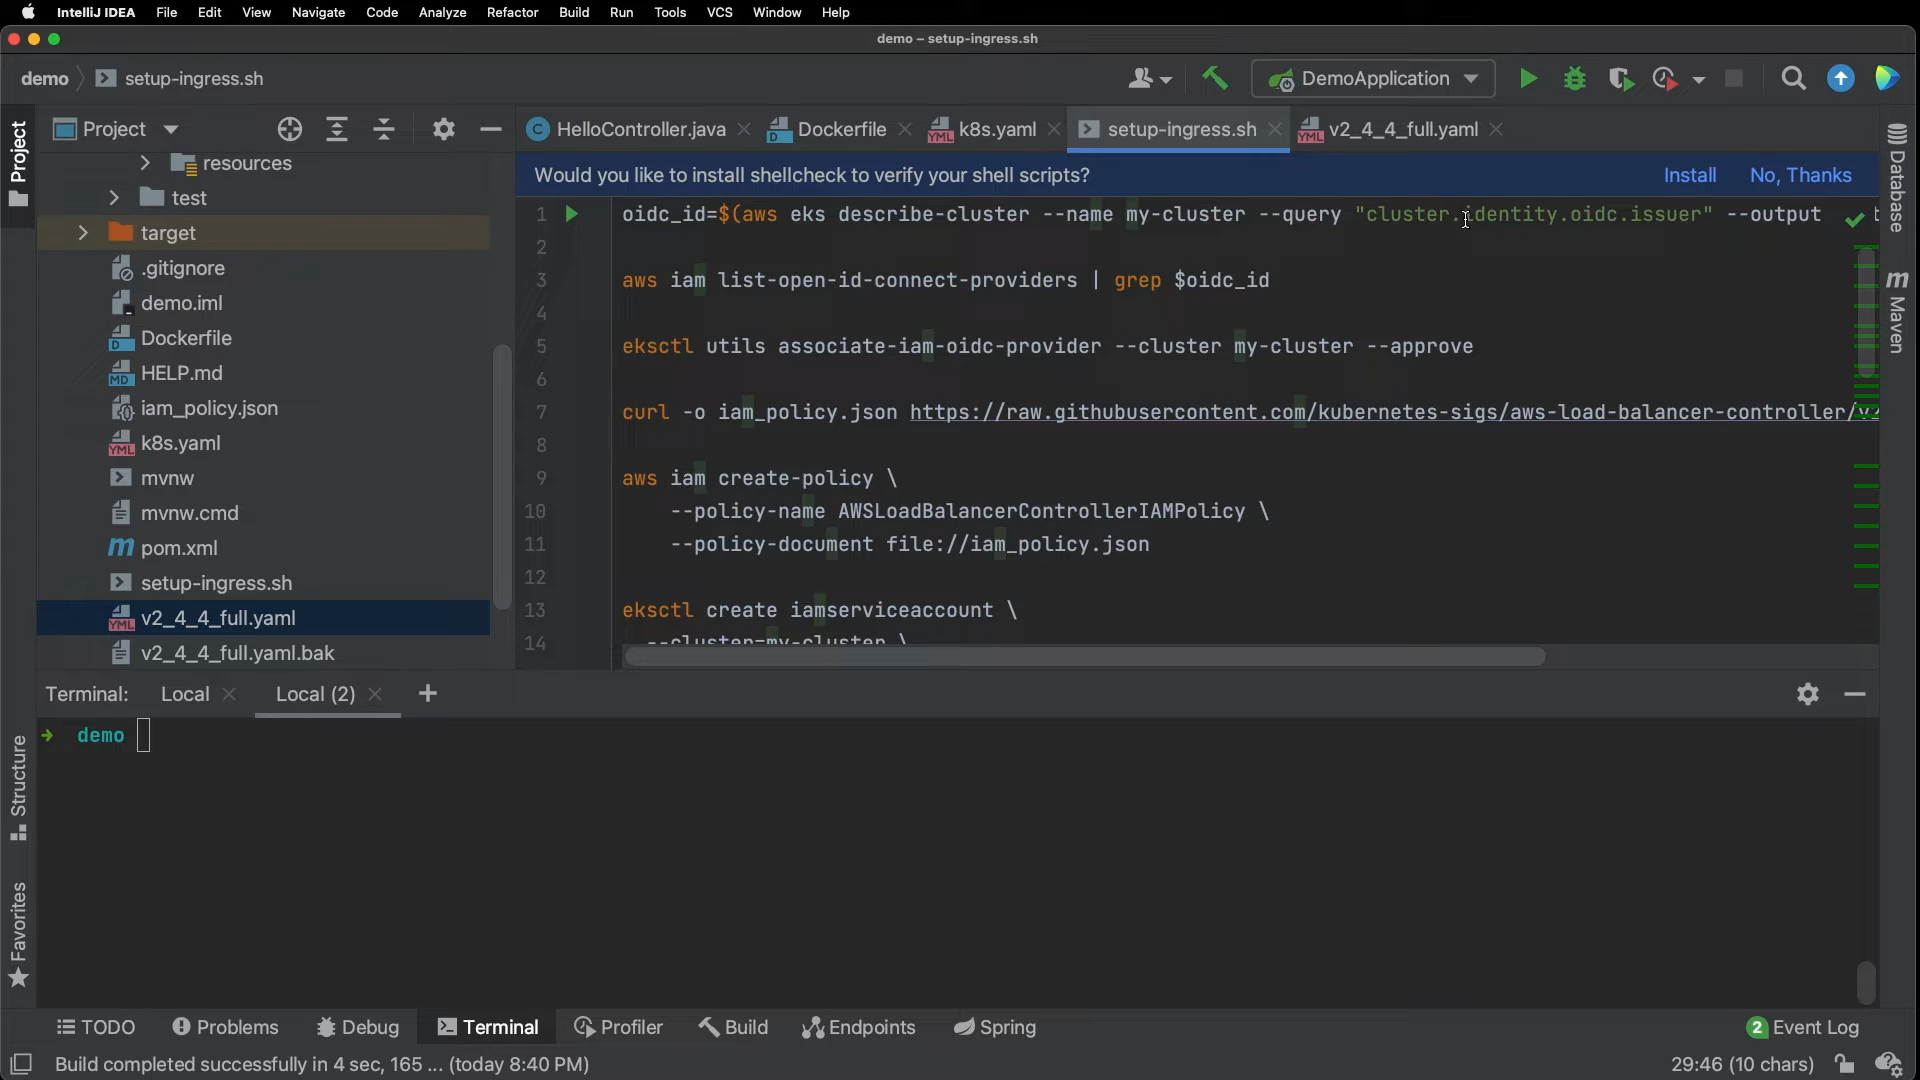 IntelliJ IDEA File Edit View Navigate Code Analyze Refactor Build Run Tools VCS Window Help
demo – setup-ingress.sh
demo setup-ingress.sh
DemoApplication
Project
Project
HelloController.java
Dockerfile
k8s.yaml
setup-ingress.sh
v2_4_4_full.yaml
resources
test
target
.gitignore
demo.iml
Dockerfile
HELP.md
iam_policy.json
k8s.yaml
mvnw
mvnw.cmd
pom.xml
setup-ingress.sh
v2_4_4_full.yaml
v2_4_4_full.yaml.bak
Would you like to install shellcheck to verify your shell scripts? Install No, Thanks
1 oidc_id=$(aws eks describe-cluster --name my-cluster --query "cluster.identity.oidc.issuer" --output
2
3 aws iam list-open-id-connect-providers | grep $oidc_id
4
5 eksctl utils associate-iam-oidc-provider --cluster my-cluster --approve
6
7 curl -o iam_policy.json https://raw.githubusercontent.com/kubernetes-sigs/aws-load-balancer-controller/v2
8
9 aws iam create-policy \
10 --policy-name AWSLoadBalancerControllerIAMPolicy \
11 --policy-document file://iam_policy.json
12
13 eksctl create iamserviceaccount \
14 --cluster=my-cluster \
Database
Maven
Structure
Favorites
Terminal: Local Local (2)
demo
TODO Problems Debug Terminal Profiler Build Endpoints Spring
2 Event Log
Build completed successfully in 4 sec, 165 ... (today 8:40 PM)
29:46 (10 chars)